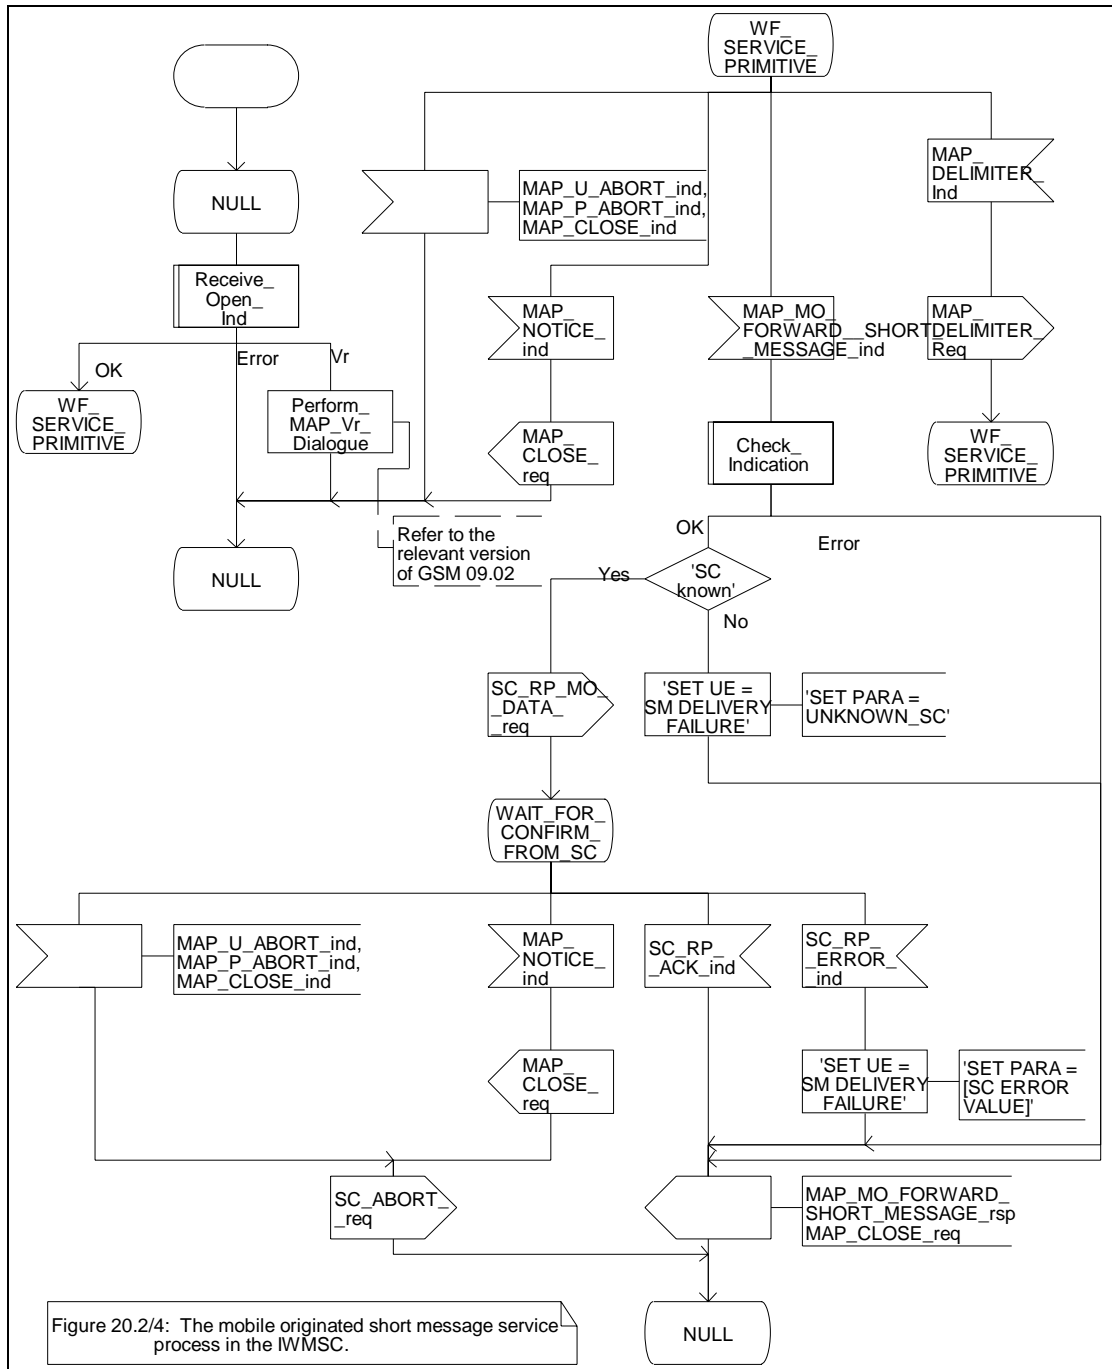 WF_
SERVICE_
PRIMITIVE
MAP_
DELIMITER_
Ind
NULL
MAP_U_ABORT_ind,
MAP_P_ABORT_ind,
MAP_CLOSE_ind
Receive_
Open_
Ind
MAP_
NOTICE_
ind
MAP_MO_
FORWARD__SHORT_
_MESSAGE_ind
MAP_
DELIMITER_
Req
OK
Error
Vr
WF_
SERVICE_
PRIMITIVE
Perform_
MAP_Vr_
Dialogue
MAP_
CLOSE_
req
Check_
Indication
WF_
SERVICE_
PRIMITIVE
NULL
Refer to the
relevant version
of GSM 09.02
OK
Error
Yes
'SC
known'
No
SC_RP_MO_
_DATA_
_req
'SET UE =
SM DELIVERY
FAILURE'
'SET PARA =
UNKNOWN_SC'
WAIT_FOR_
CONFIRM_
FROM_SC
MAP_U_ABORT_ind,
MAP_P_ABORT_ind,
MAP_CLOSE_ind
MAP_
NOTICE_
ind
SC_RP_
_ACK_ind
SC_RP_
_ERROR_
_ind
MAP_
CLOSE_
req
'SET UE =
SM DELIVERY
FAILURE'
'SET PARA =
[SC ERROR
VALUE]'
SC_ABORT_
_req
MAP_MO_FORWARD_
SHORT_MESSAGE_rsp
MAP_CLOSE_req
NULL
Figure 20.2/4: The mobile originated short message service
process in the IWMSC.